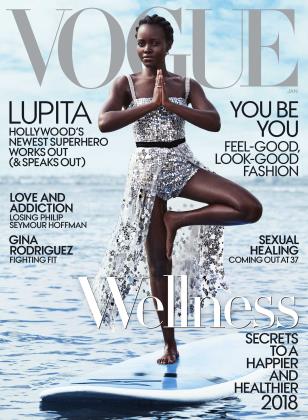 VOGUE
JAN
LUPITA
HOLLYWOOD'S
NEWEST SUPERHERO
WORKS OUT
(& SPEAKS OUT)
YOU BE
YOU
FEEL-GOOD,
LOOK-GOOD
FASHION
LOVE AND
ADDICTION
LOSING PHILIP
SEYMOUR HOFFMAN
GINA
RODRIGUEZ
FIGHTING FIT
SEXUAL
HEALING
COMING OUT AT 37
Wellness
SECRETS
TO A
HAPPIER
AND
HEALTHIER
2018